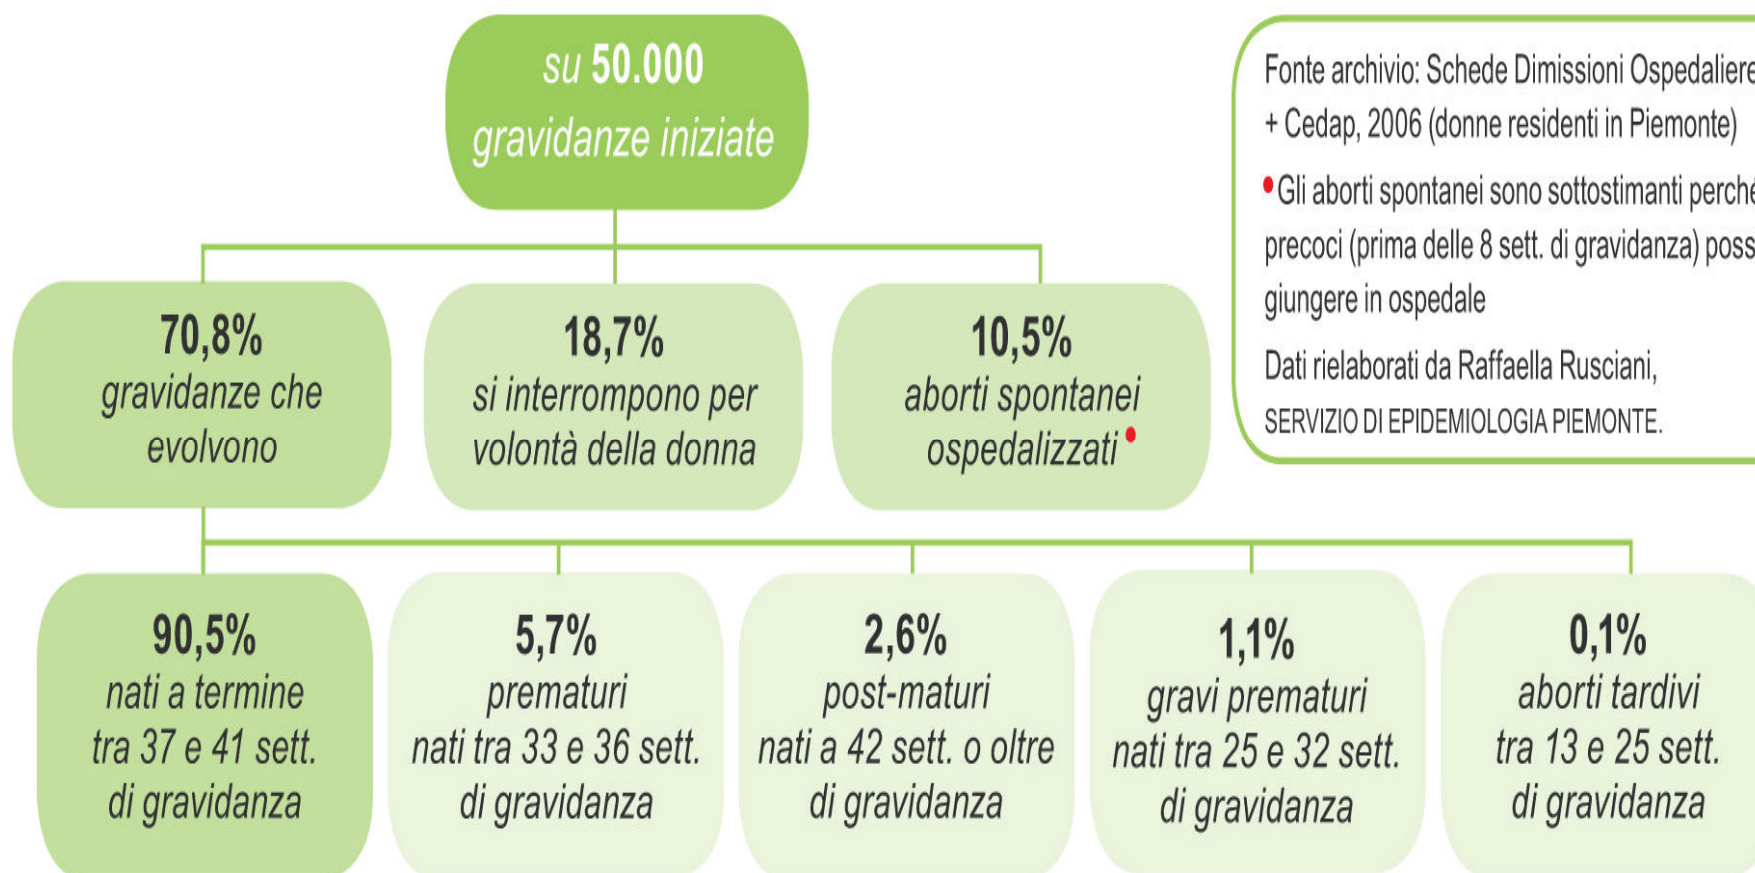 su 50.000
gravidanze iniziate
Fonte archivio: Schede Dimissioni Ospedaliere
+ Cedap, 2006 (donne residenti in Piemonte)
• Gli aborti spontanei sono sottostimanti perché
precoci (prima delle 8 sett. di gravidanza) poss
giungere in ospedale
Dati rielaborati da Raffaella Rusciani,
SERVIZIO DI EPIDEMIOLOGIA PIEMONTE.
70,8%
gravidanze che
evolvono
18,7%
si interrompono per
volontà della donna
10,5%
aborti spontanei
ospedalizzati •
90,5%
nati a termine
tra 37 e 41 sett.
di gravidanza
5,7%
prematuri
nati tra 33 e 36 sett.
di gravidanza
2,6%
post-maturi
nati a 42 sett. o oltre
di gravidanza
1,1%
gravi prematuri
nati tra 25 e 32 sett.
di gravidanza
0,1%
aborti tardivi
tra 13 e 25 sett.
di gravidanza